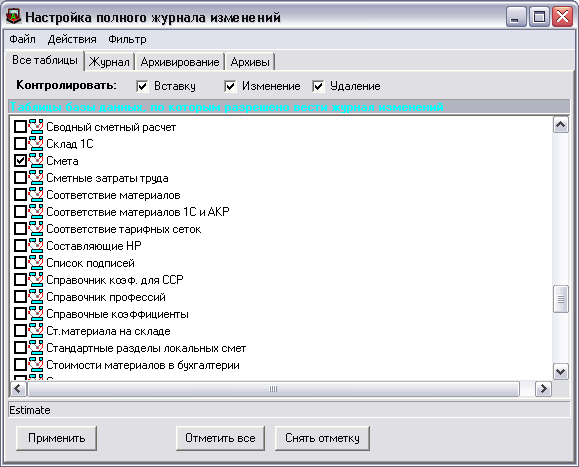 Настройка полного журнала изменений
Файл Действия Фильтр
Все таблицы Журнал Архивирование Архивы
Контролировать: Вставку Изменение Удаление
Таблицы базы данных, по которым разрешено вести журнал изменений
Сводный сметный расчет
Склад 1С
Смета
Сметные затраты труда
Соответствие материалов
Соответствие материалов 1С и АКР
Соответствие тарифных сеток
Составляющие НР
Список подписей
Справочник коэф. для ССР
Справочник профессий
Справочные коэффициенты
Ст.материала на складе
Стандартные разделы локальных смет
Стоимости материалов в бухгалтерии
Estimate
Применить Отметить все Снять отметку